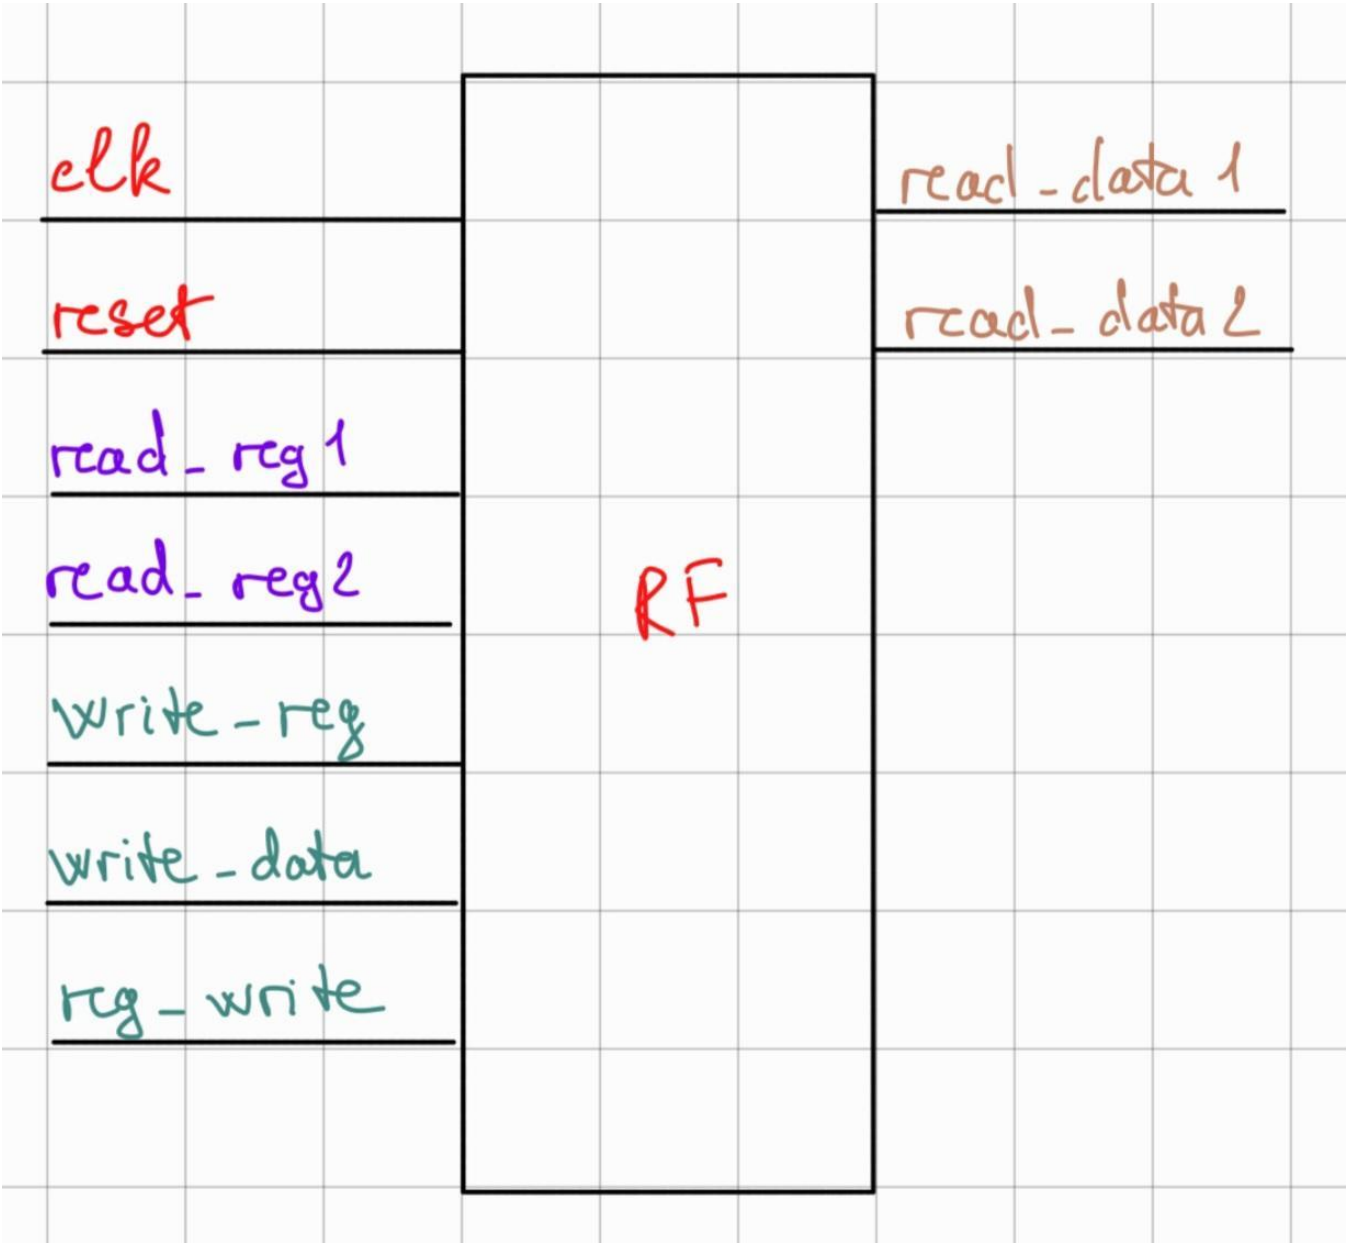 clk
reset
read_reg1
read_reg2
write_reg
write_data
reg_write
RF
read_data1
read_data2